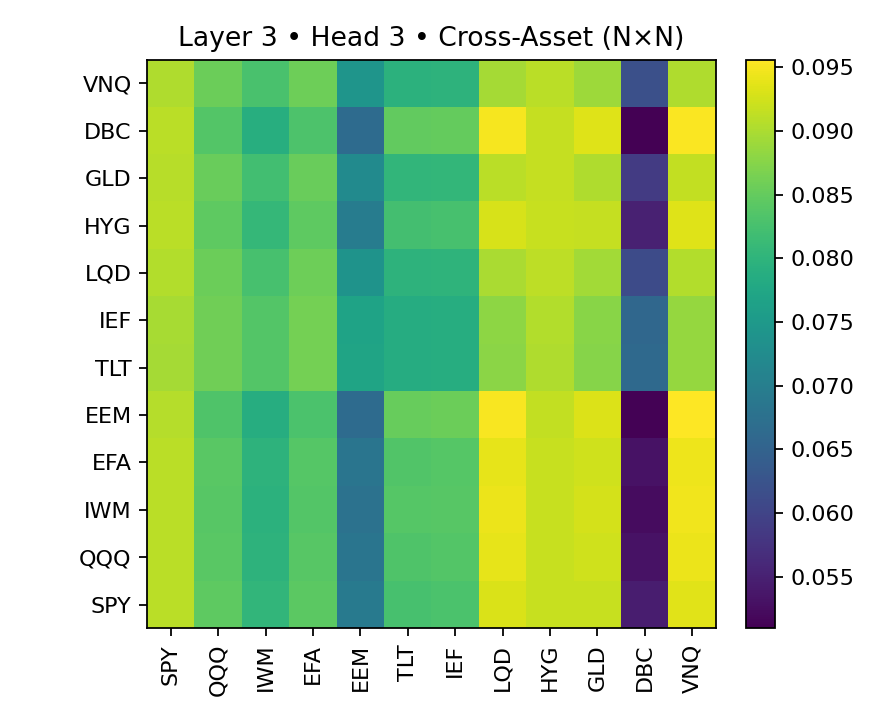 Layer 3 • Head 3 • Cross-Asset (N×N)
VNQ
DBC
GLD
HYG
LQD
IEF
TLT
EEM
EFA
IWM
QQQ
SPY
SPY QQQ IWM EFA EEM TLT IEF LQD HYG GLD DBC VNQ
0.095
0.090
0.085
0.080
0.075
0.070
0.065
0.060
0.055